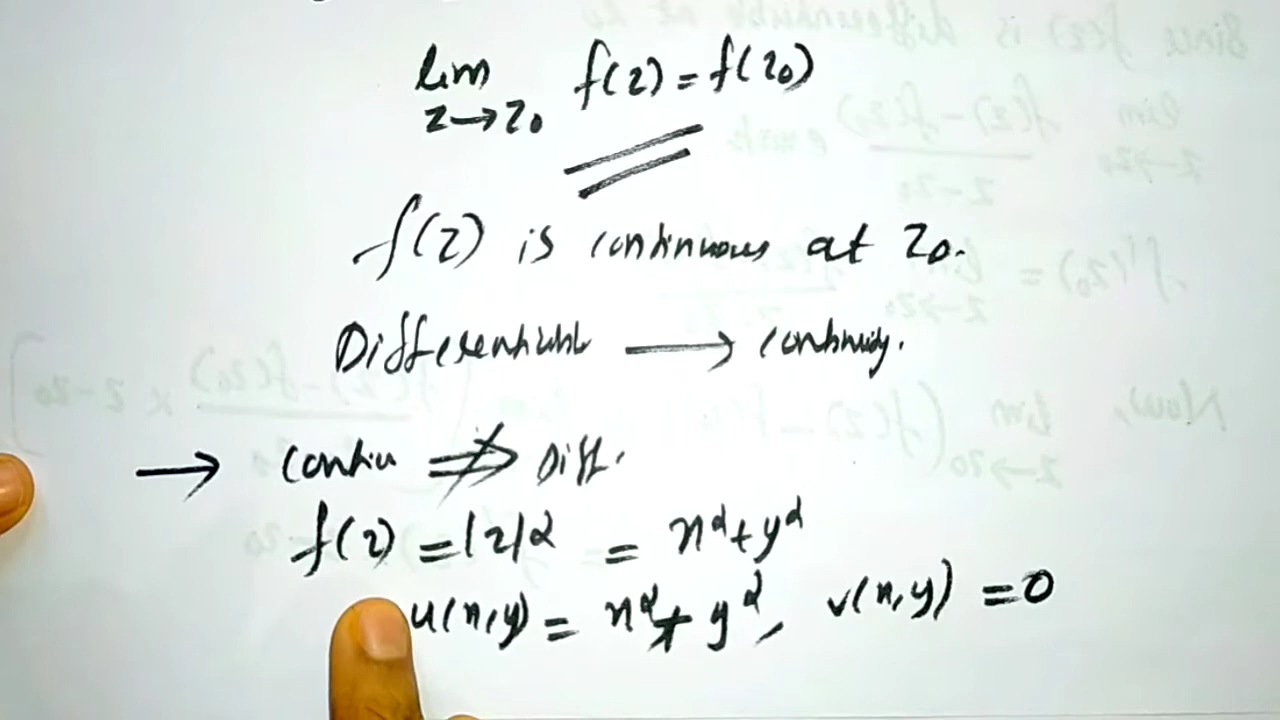 lim f(z) = f(z₀)
z→z₀
f(z) is continuous at z₀.
Differentiable → continuity.
→ continu ⇏ Diff.
f(z) = |z|² = x² + y²
u(x,y) = x² + y², v(x,y) = 0